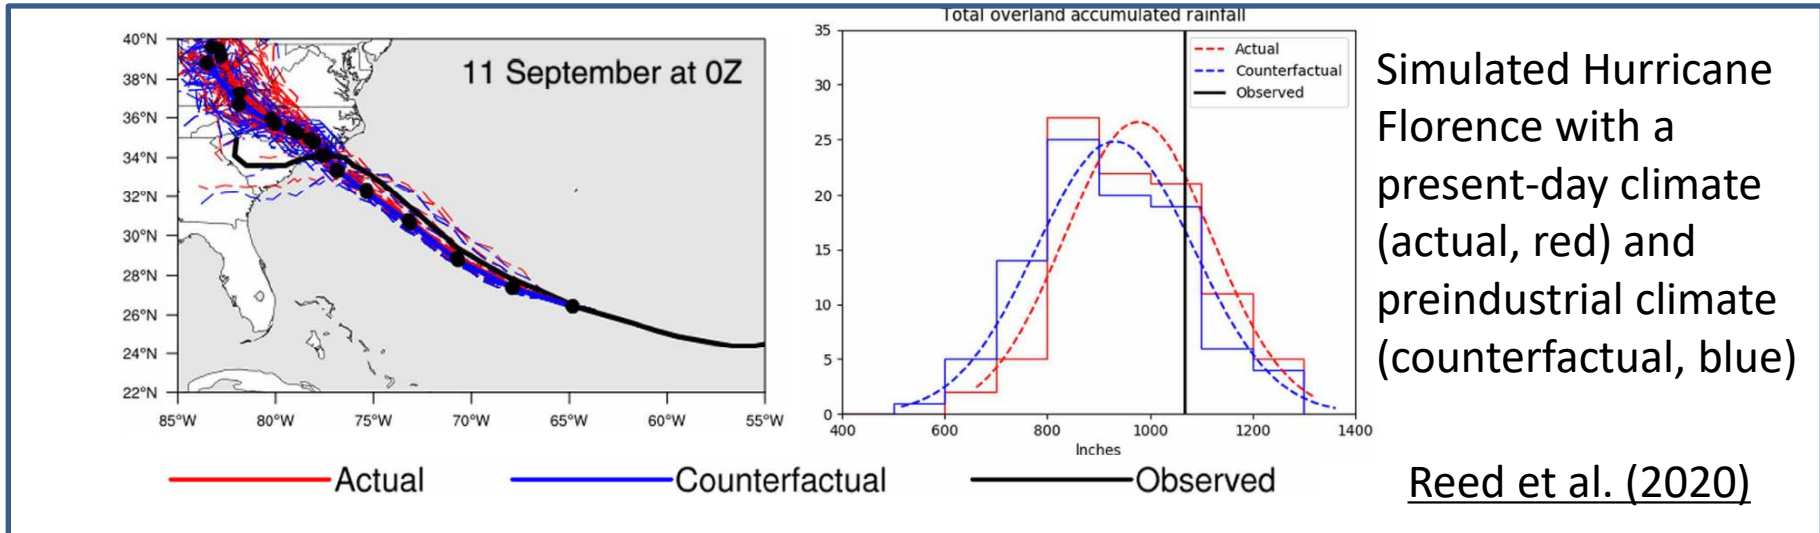 40°N
38°N
36°N
34°N
32°N
30°N
28°N
26°N
24°N
22°N
85°W 80°W 75°W 70°W 65°W 60°W 55°W
11 September at 0Z
Total overland accumulated rainfall
35
30
25
20
15
10
5
0
400 600 800 1000 1200 1400
Inches
Actual
Counterfactual
Observed
Simulated Hurricane
Florence with a
present-day climate
(actual, red) and
preindustrial climate
(counterfactual, blue)
Actual Counterfactual Observed
Reed et al. (2020)